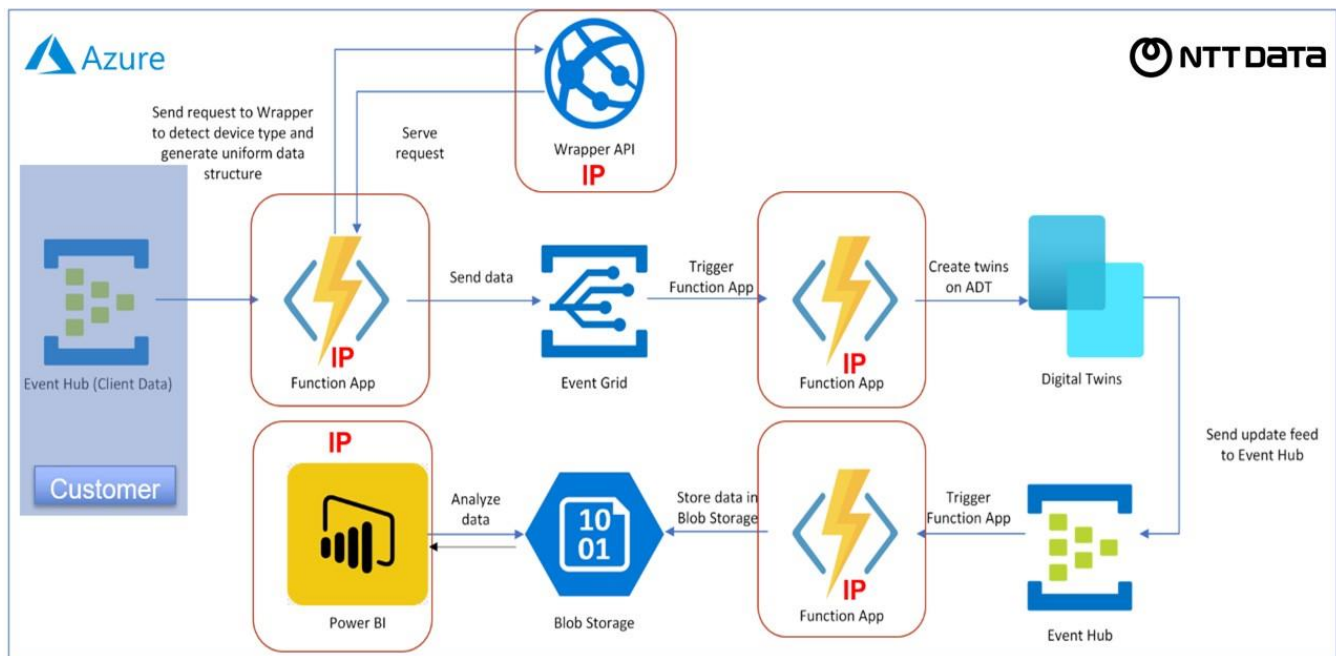 Azure
NTT DATA
Send request to Wrapper
to detect device type and
generate uniform data
structure
Serve
request
Wrapper API
IP
Event Hub (Client Data)
Customer
IP
Function App
Send data
Event Grid
Trigger
Function App
IP
Function App
Create twins
on ADT
Digital Twins
Send update feed
to Event Hub
IP
Power BI
Analyze
data
10
01
Blob Storage
Store data in
Blob Storage
IP
Function App
Trigger
Function App
Event Hub